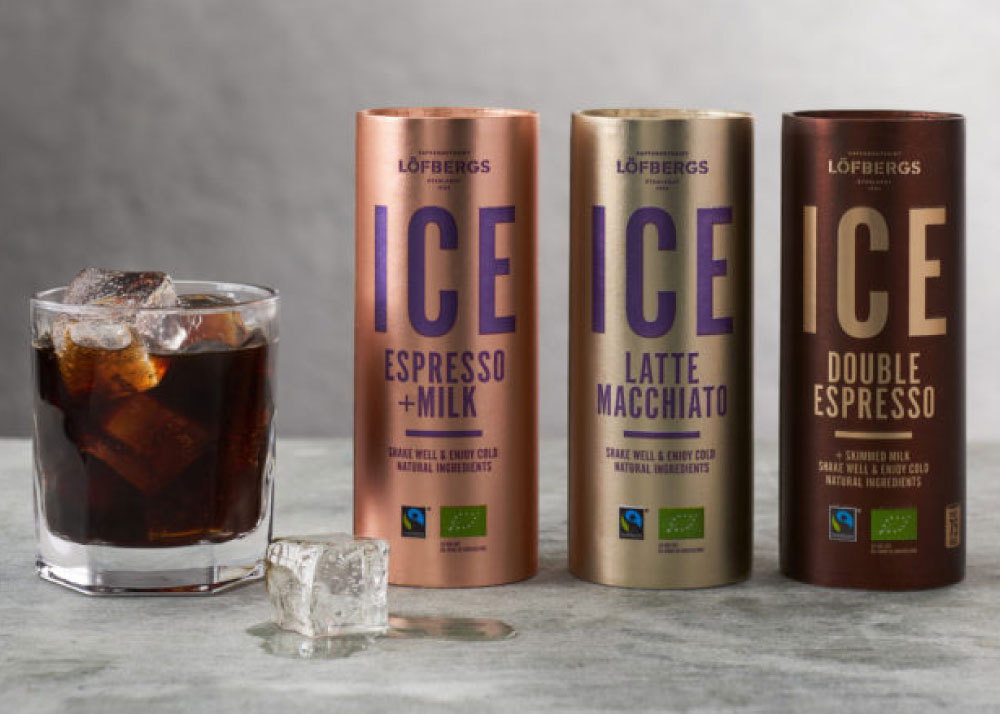 LÖFBERGS
ICE
ESPRESSO
+MILK
SHAKE WELL & ENJOY COLD
NATURAL INGREDIENTS
LÖFBERGS
ICE
LATTE
MACCHIATO
SHAKE WELL & ENJOY COLD
NATURAL INGREDIENTS
LÖFBERGS
ICE
DOUBLE
ESPRESSO
+ SKIMMED MILK
SHAKE WELL & ENJOY COLD
NATURAL INGREDIENTS